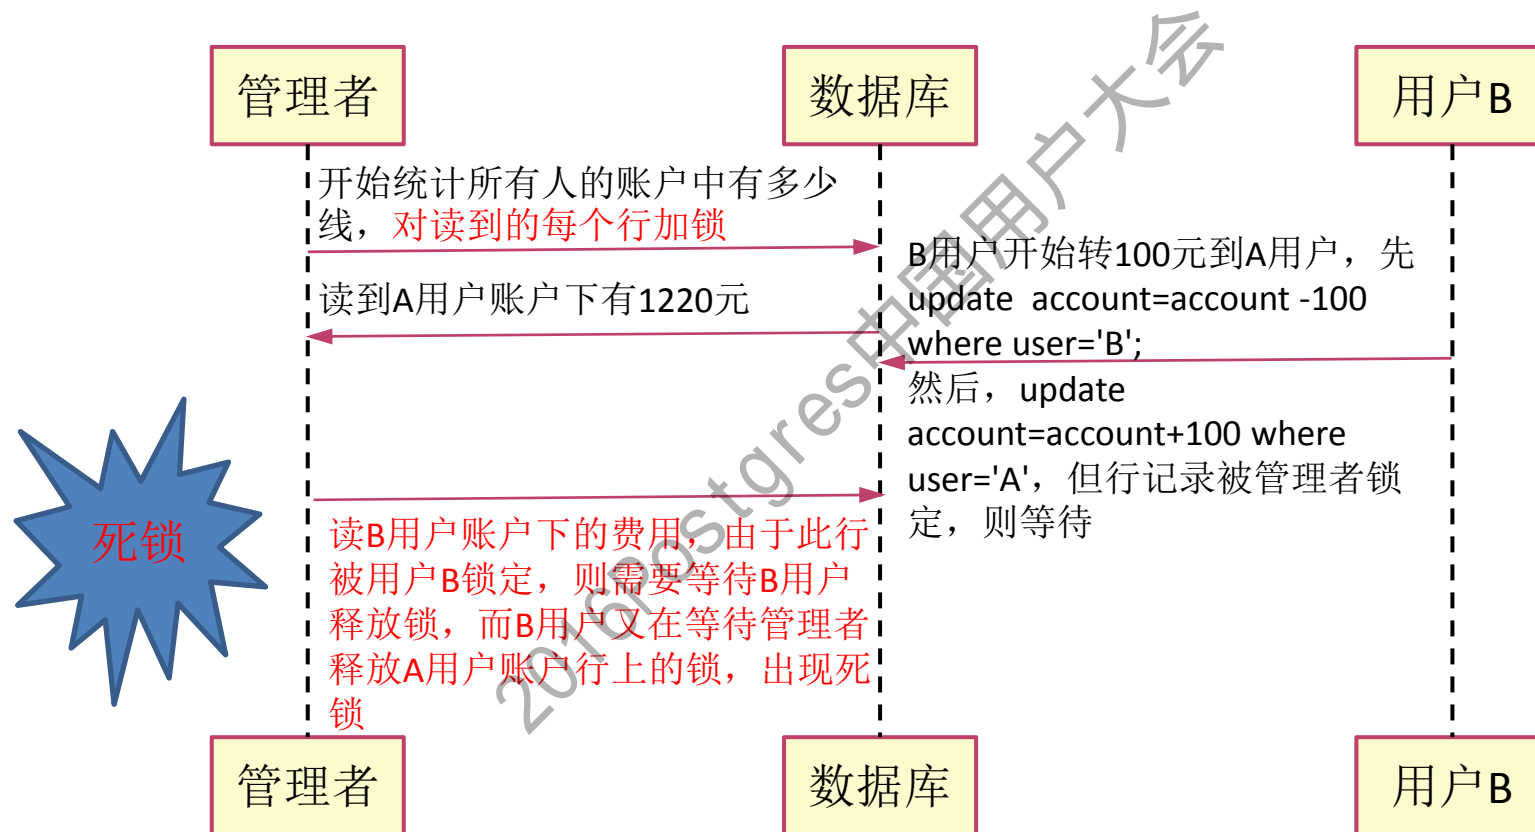 管理者
数据库
用户B
开始统计所有人的账户中有多少
线，对读到的每个行加锁
读到A用户账户下有1220元
B用户开始转100元到A用户，先
update account=account -100
where user='B';
然后，update
account=account+100 where
user='A'，但行记录被管理者锁
定，则等待
死锁
读B用户账户下的费用，由于此行
被用户B锁定，则需要等待B用户
释放锁，而B用户又在等待管理者
释放A用户账户行上的锁，出现死
锁
2016Postgres中国用户大会
管理者
数据库
用户B